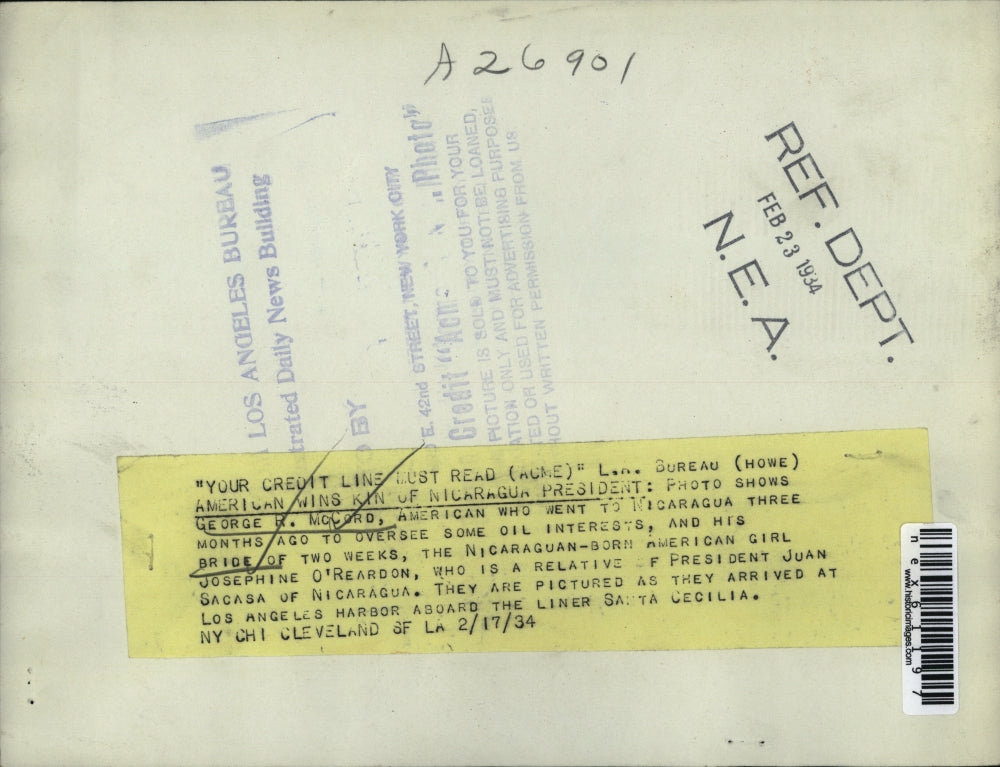 A26901
LOS ANGELES BUREAU
trated Daily News Building
BY
E. 42nd STREET, NEW YORK CITY
Credit "Acme Photo"
PICTURE IS SOLD TO YOU FOR YOUR
ATION ONLY AND MUST NOT BE LOANED,
TED OR USED FOR ADVERTISING PURPOSES
HOUT WRITTEN PERMISSION FROM US
REF. DEPT.
FEB 23 1934
N. E. A.
"YOUR CREDIT LINE MUST READ (ACME)" L.A. BUREAU (HOWE)
AMERICAN WINS KIN OF NICARAGUA PRESIDENT: PHOTO SHOWS
GEORGE R. MCCORD, AMERICAN WHO WENT TO NICARAGUA THREE
MONTHS AGO TO OVERSEE SOME OIL INTERESTS, AND HIS
BRIDE OF TWO WEEKS, THE NICARAGUAN-BORN AMERICAN GIRL
JOSEPHINE O'REARDON, WHO IS A RELATIVE OF PRESIDENT JUAN
SACASA OF NICARAGUA. THEY ARE PICTURED AS THEY ARRIVED AT
LOS ANGELES HARBOR ABOARD THE LINER SANTA CECILIA.
NY CHI CLEVELAND SF LA 2/17/34
www.historicimages.com
nex61197